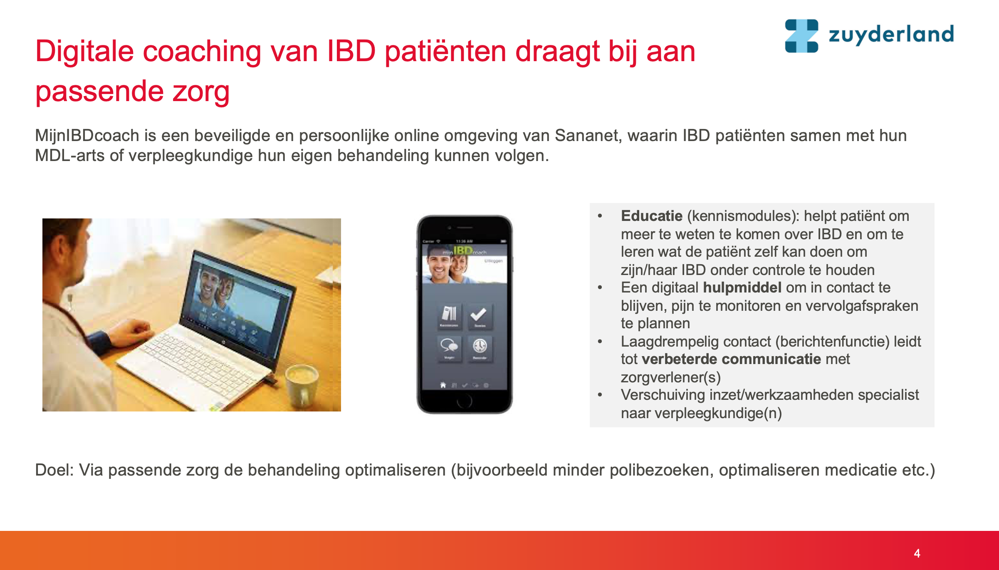 zuyderland
Digitale coaching van IBD patiënten draagt bij aan
passende zorg
MijnIBDcoach is een beveiligde en persoonlijke online omgeving van Sananet, waarin IBD patiënten samen met hun
MDL-arts of verpleegkundige hun eigen behandeling kunnen volgen.
Carrier 11:36 AM
mijnIBDcoach
Uitloggen
Vragen
Reminder
• Educatie (kennismodules): helpt patiënt om
meer te weten te komen over IBD en om te
leren wat de patiënt zelf kan doen om
zijn/haar IBD onder controle te houden
• Een digitaal hulpmiddel om in contact te
blijven, pijn te monitoren en vervolgafspraken
te plannen
• Laagdrempelig contact (berichtenfunctie) leidt
tot verbeterde communicatie met
zorgverlener(s)
• Verschuiving inzet/werkzaamheden specialist
naar verpleegkundige(n)
Doel: Via passende zorg de behandeling optimaliseren (bijvoorbeeld minder polibezoeken, optimaliseren medicatie etc.)
4